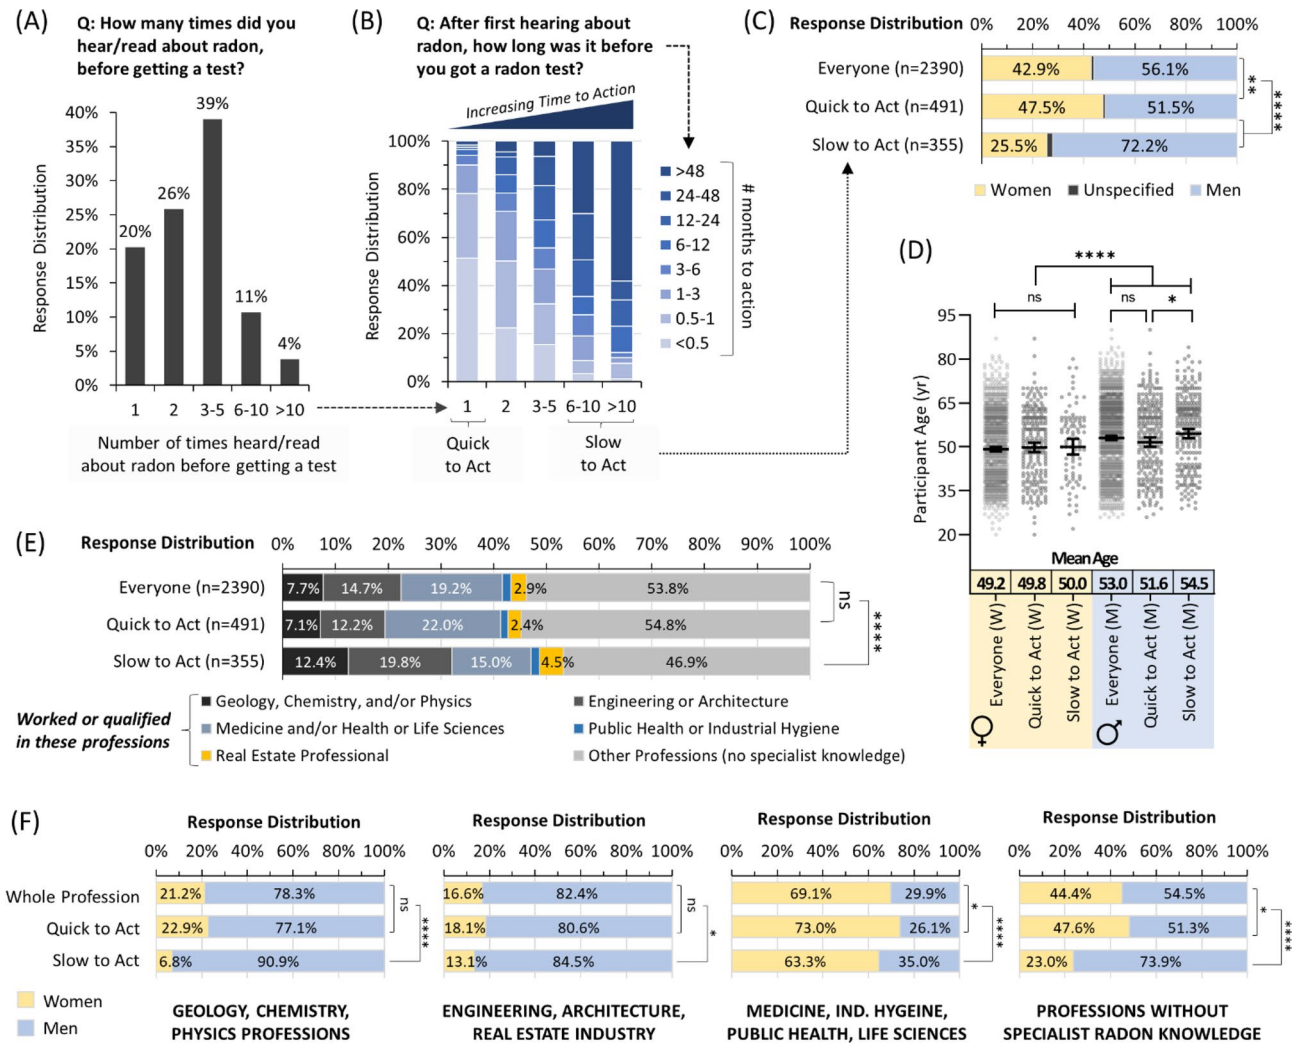 (A)
Q: How many times did you
hear/read about radon,
before getting a test?
Response Distribution
40%
35%
30%
25%
20%
15%
10%
5%
0%
20%
26%
39%
11%
4%
1 2 3-5 6-10 >10
Number of times heard/read
about radon before getting a test
(B)
Q: After first hearing about
radon, how long was it before
you got a radon test?
Increasing Time to Action
Response Distribution
100%
80%
60%
40%
20%
0%
1 2 3-5 6-10 >10
Quick
to Act
Slow
to Act
>48
24-48
12-24
6-12
3-6
1-3
0.5-1
<0.5
# months to action
(C)
Response Distribution 0% 20% 40% 60% 80% 100%
Everyone (n=2390) 42.9% 56.1%
Quick to Act (n=491) 47.5% 51.5%
Slow to Act (n=355) 25.5% 72.2%
**
****
Women Unspecified Men
(D)
****
ns ns *
Participant Age (yr)
95
80
65
50
35
20
Mean Age
49.2 49.8 50.0 53.0 51.6 54.5
Everyone (W)
Quick to Act (W)
Slow to Act (W)
Everyone (M)
Quick to Act (M)
Slow to Act (M)
♀ ♂
(E)
Response Distribution 0% 10% 20% 30% 40% 50% 60% 70% 80% 90% 100%
Everyone (n=2390) 7.7% 14.7% 19.2% 2.9% 53.8%
Quick to Act (n=491) 7.1% 12.2% 22.0% 2.4% 54.8%
Slow to Act (n=355) 12.4% 19.8% 15.0% 4.5% 46.9%
ns
****
Worked or qualified
in these professions
Geology, Chemistry, and/or Physics
Engineering or Architecture
Medicine and/or Health or Life Sciences
Public Health or Industrial Hygiene
Real Estate Professional
Other Professions (no specialist knowledge)
(F)
Response Distribution Response Distribution Response Distribution Response Distribution
0% 20% 40% 60% 80% 100% 0% 20% 40% 60% 80% 100% 0% 20% 40% 60% 80% 100% 0% 20% 40% 60% 80% 100%
Whole Profession 21.2% 78.3% 16.6% 82.4% 69.1% 29.9% 44.4% 54.5%
Quick to Act 22.9% 77.1% 18.1% 80.6% 73.0% 26.1% 47.6% 51.3%
Slow to Act 6.8% 90.9% 13.1% 84.5% 63.3% 35.0% 23.0% 73.9%
ns **** ns * * **** * ****
Women
Men
GEOLOGY, CHEMISTRY,
PHYSICS PROFESSIONS
ENGINEERING, ARCHITECTURE,
REAL ESTATE INDUSTRY
MEDICINE, IND. HYGEINE,
PUBLIC HEALTH, LIFE SCIENCES
PROFESSIONS WITHOUT
SPECIALIST RADON KNOWLEDGE